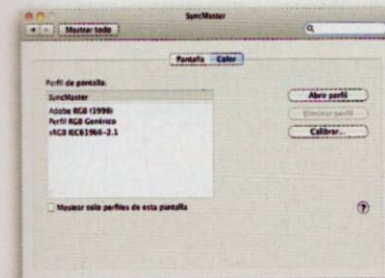 SyncMaster
Mostrar todo
Pantalla Color
Perfil de pantalla:
SyncMaster
Adobe RGB (1998)
Perfil RGB Genérico
sRGB IEC61966-2.1
Abrir perfil
Eliminar perfil
Calibrar...
Mostrar sólo perfiles de esta pantalla
?